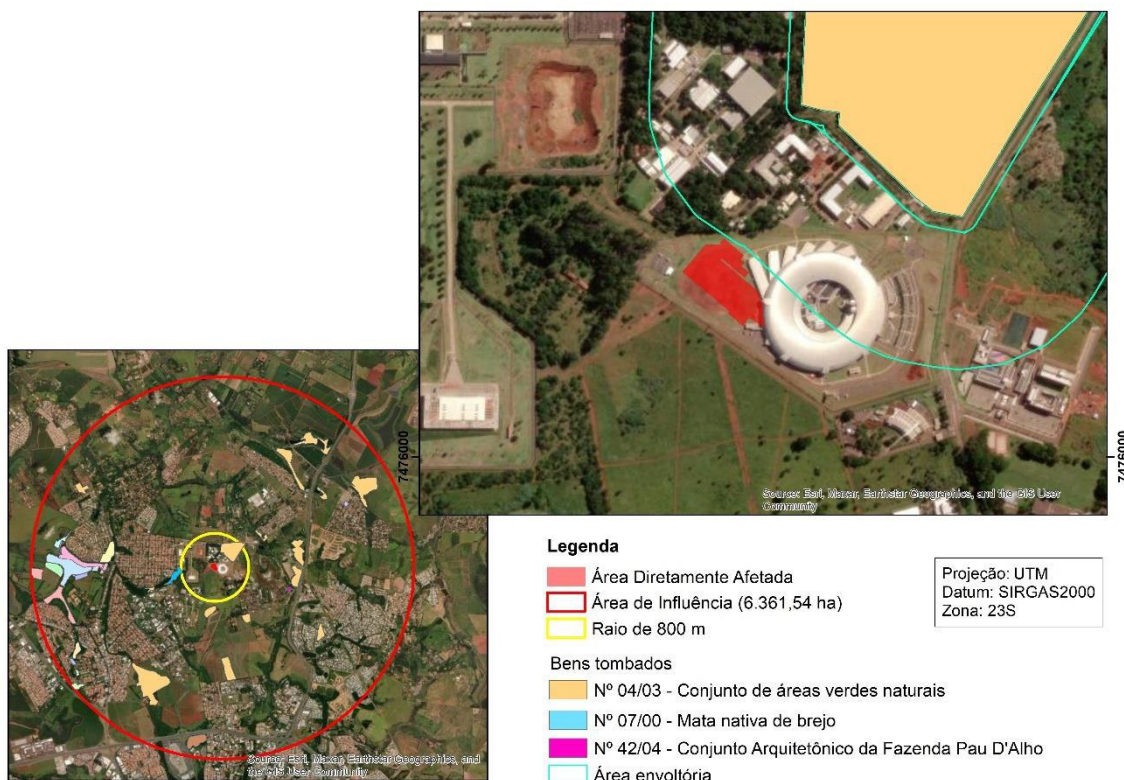 7476000
7476000
Source: Esri, Maxar, Earthstar Geographics, and the GIS User
Community
Source: Esri, Maxar, Earthstar Geographics, and
the GIS User Community
Legenda
Área Diretamente Afetada
Área de Influência (6.361,54 ha)
Raio de 800 m
Bens tombados
Nº 04/03 - Conjunto de áreas verdes naturais
Nº 07/00 - Mata nativa de brejo
Nº 42/04 - Conjunto Arquitetônico da Fazenda Pau D'Alho
Área envoltória
Projeção: UTM
Datum: SIRGAS2000
Zona: 23S